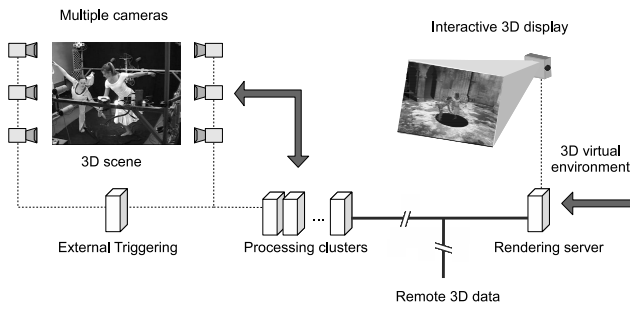 Multiple cameras
Interactive 3D display
3D scene
3D virtual
environment
External Triggering
Processing clusters
...
Rendering server
Remote 3D data